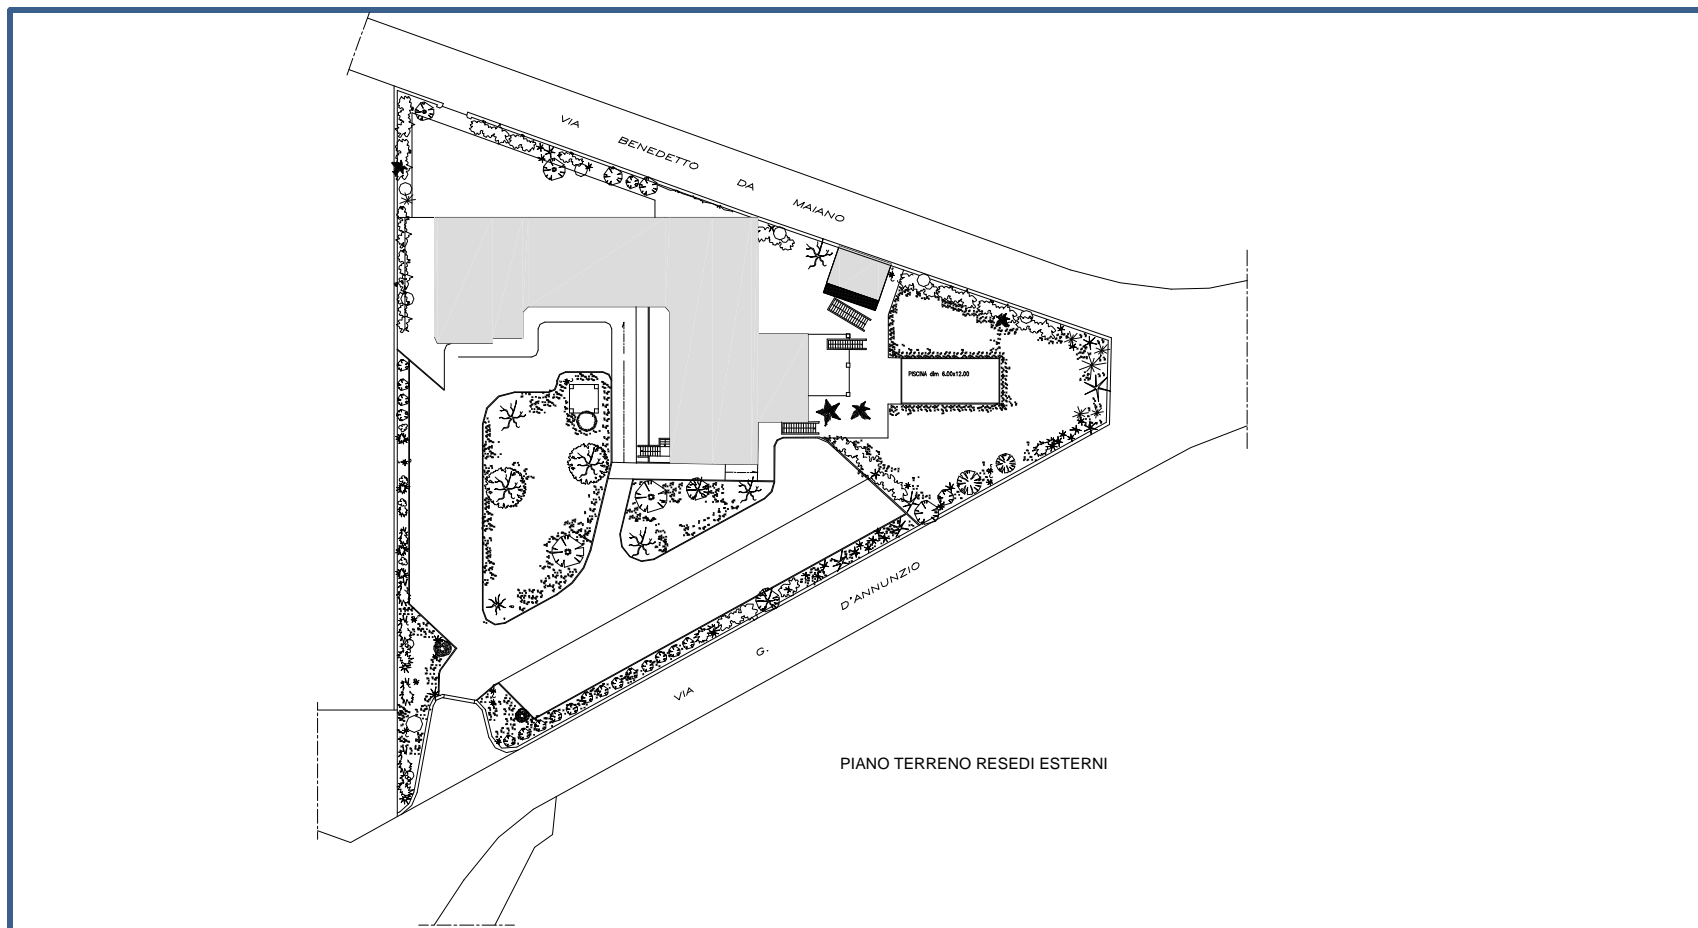 VIA BENEDETTO DA MAIANO
PISCINA dim 6.00x12.00
VIA G. D'ANNUNZIO
PIANO TERRENO RESEDI ESTERNI